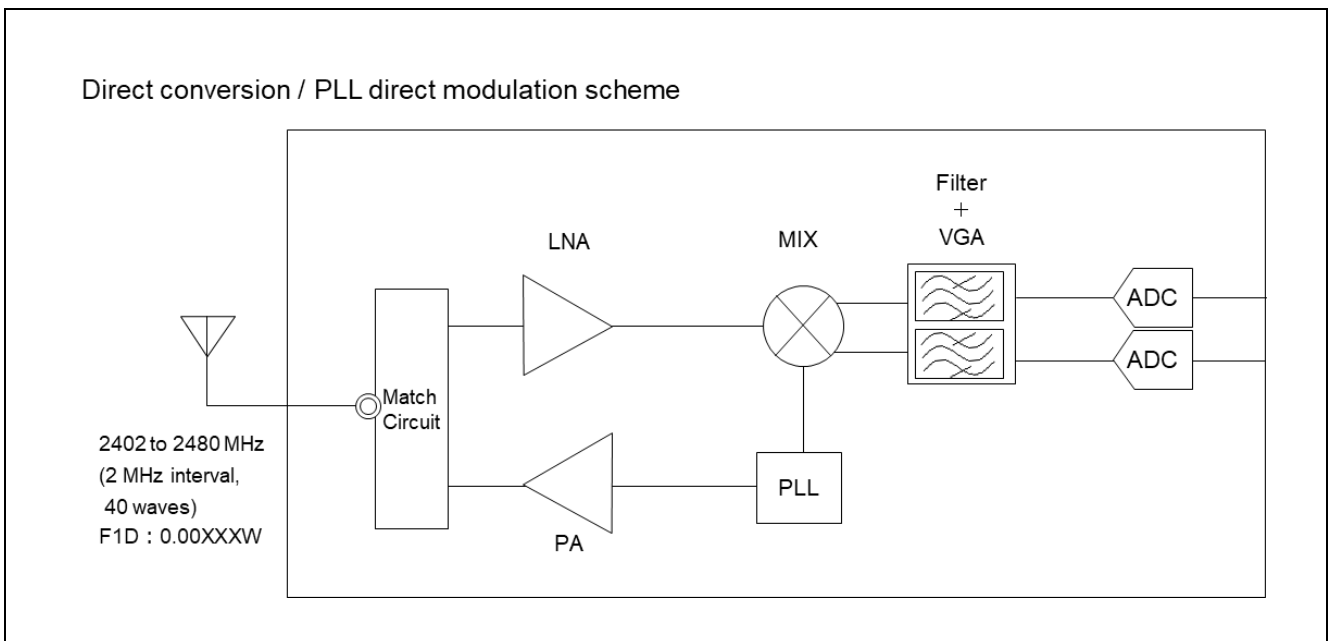 Direct conversion / PLL direct modulation scheme
Filter
+
VGA
LNA
MIX
ADC
ADC
Match
Circuit
2402 to 2480 MHz
(2 MHz interval,
40 waves)
F1D : 0.00XXXW
PLL
PA